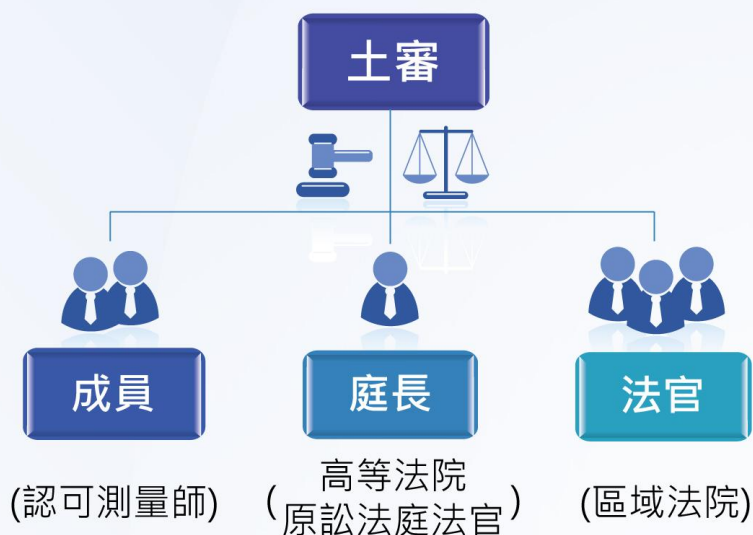 土審
成員
庭長
法官
(認可測量師)
(高等法院
原訟法庭法官)
(區域法院)